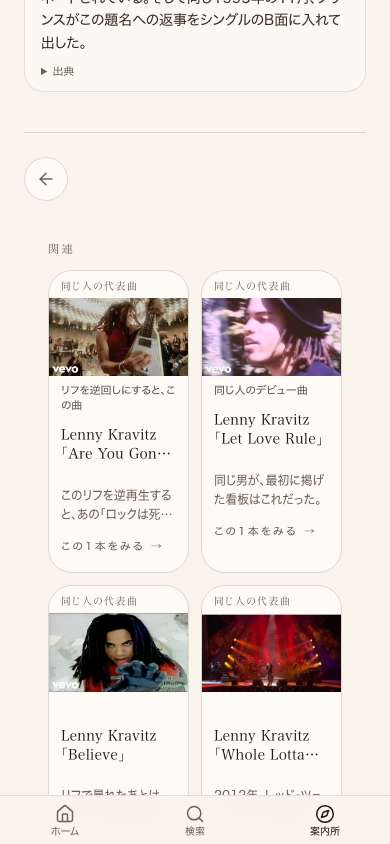 ンスがこの題名への返事をシングルのB面に入れて
出した。
▶ 出典
関連
同じ人の代表曲
vevo
リフを逆回しにすると、こ
の曲
Lenny Kravitz
「Are You Gon…
このリフを逆再生する
と、あの「ロックは死…
この1本をみる →
同じ人の代表曲
vevo
同じ人のデビュー曲
Lenny Kravitz
「Let Love Rule」
同じ男が、最初に掲げ
た看板はこれだった。
この1本をみる →
同じ人の代表曲
vevo
Lenny Kravitz
「Believe」
同じ人の代表曲
Lenny Kravitz
「Whole Lotta…
ホーム
検索
案内所